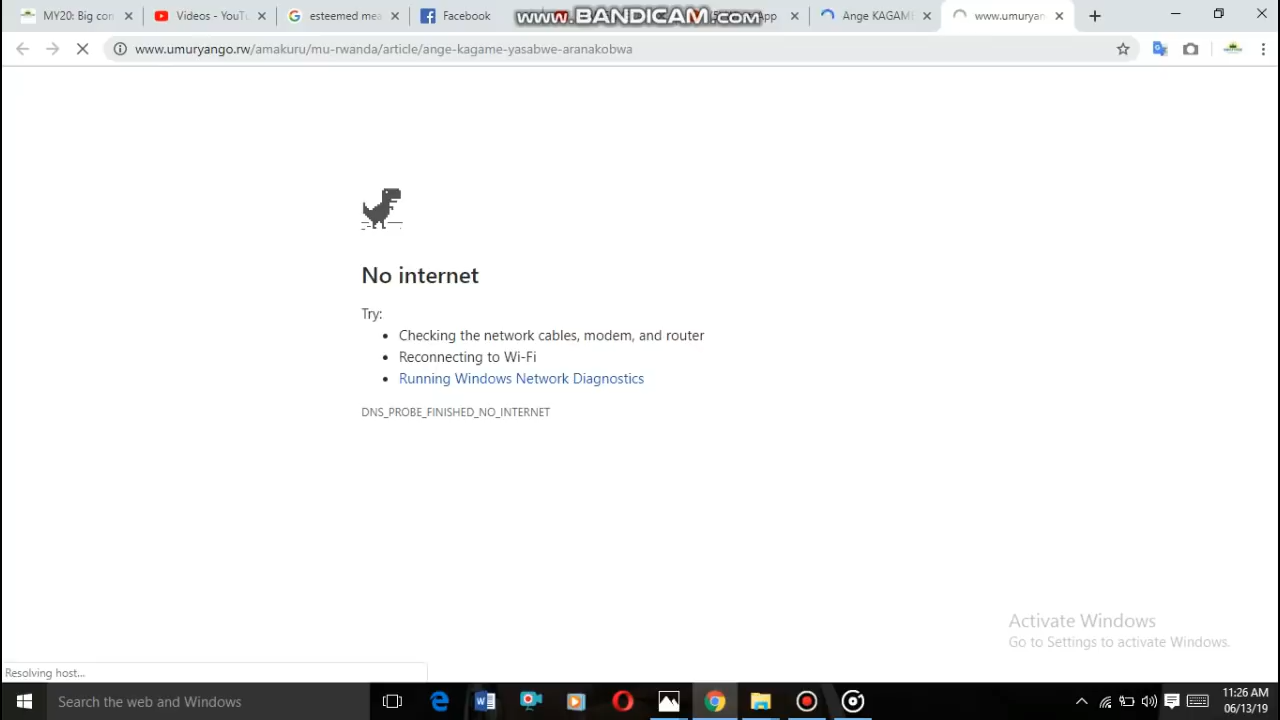 MY20: Big con
Videos - YouTu
esteemed mea
Facebook
www.BANDICAM.com
App
Ange KAGAME
www.umuryan
www.umuryango.rw/amakuru/mu-rwanda/article/ange-kagame-yasabwe-aranakobwa
No internet
Try:
Checking the network cables, modem, and router
Reconnecting to Wi-Fi
Running Windows Network Diagnostics
DNS_PROBE_FINISHED_NO_INTERNET
Activate Windows
Go to Settings to activate Windows.
Resolving host...
Search the web and Windows
11:26 AM
06/13/19